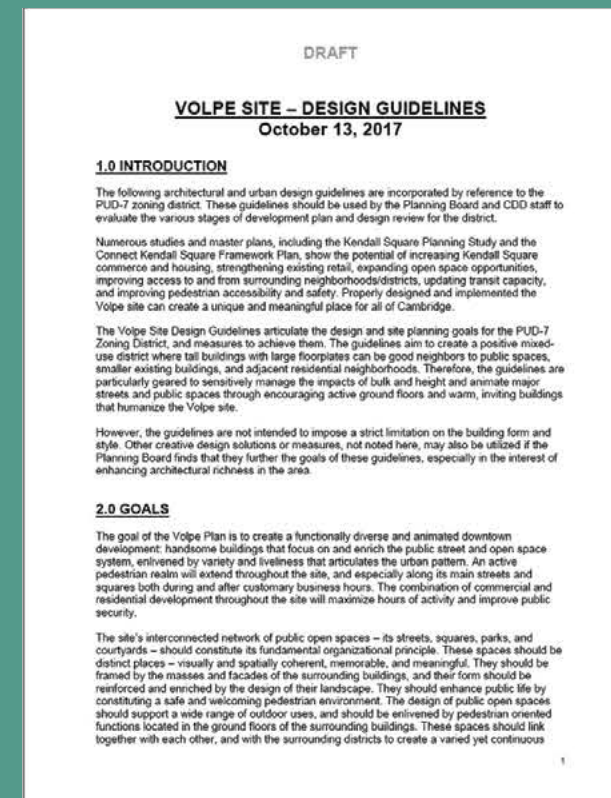 DRAFT
VOLPE SITE – DESIGN GUIDELINES
October 13, 2017
1.0 INTRODUCTION
The following architectural and urban design guidelines are incorporated by reference to the
PUD-7 zoning district. These guidelines should be used by the Planning Board and CDD staff to
evaluate the various stages of development plan and design review for the district.
Numerous studies and master plans, including the Kendall Square Planning Study and the
Connect Kendall Square Framework Plan, show the potential of increasing Kendall Square
commerce and housing, strengthening existing retail, expanding open space opportunities,
improving access to and from surrounding neighborhoods/districts, updating transit capacity,
and improving pedestrian accessibility and safety. Properly designed and implemented the
Volpe site can create a unique and meaningful place for all of Cambridge.
The Volpe Site Design Guidelines articulate the design and site planning goals for the PUD-7
Zoning District, and measures to achieve them. The guidelines aim to create a positive mixed-
use district where tall buildings with large floorplates can be good neighbors to public spaces,
smaller existing buildings, and adjacent residential neighborhoods. Therefore, the guidelines are
particularly geared to sensitively manage the impacts of bulk and height and animate major
streets and public spaces through encouraging active ground floors and warm, inviting buildings
that humanize the Volpe site.
However, the guidelines are not intended to impose a strict limitation on the building form and
style. Other creative design solutions or measures, not noted here, may also be utilized if the
Planning Board finds that they further the goals of these guidelines, especially in the interest of
enhancing architectural richness in the area.
2.0 GOALS
The goal of the Volpe Plan is to create a functionally diverse and animated downtown
development: handsome buildings that focus on and enrich the public street and open space
system, enlivened by variety and liveliness that articulates the urban pattern. An active
pedestrian realm will extend throughout the site, and especially along its main streets and
squares both during and after customary business hours. The combination of commercial and
residential development throughout the site will maximize hours of activity and improve public
security.
The site's interconnected network of public open spaces – its streets, squares, parks, and
courtyards – should constitute its fundamental organizational principle. These spaces should be
distinct places – visually and spatially coherent, memorable, and meaningful. They should be
framed by the masses and facades of the surrounding buildings, and their form should be
reinforced and enriched by the design of their landscape. They should enhance public life by
constituting a safe and welcoming pedestrian environment. The design of public open spaces
should support a wide range of outdoor uses, and should be enlivened by pedestrian oriented
functions located in the ground floors of the surrounding buildings. These spaces should link
together with each other, and with the surrounding districts to create a varied yet continuous
1